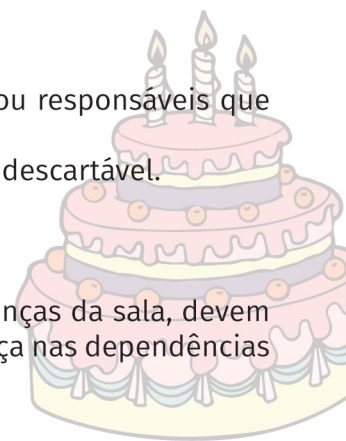 ou responsáveis que
descartável.
nças da sala, devem
ça nas dependências